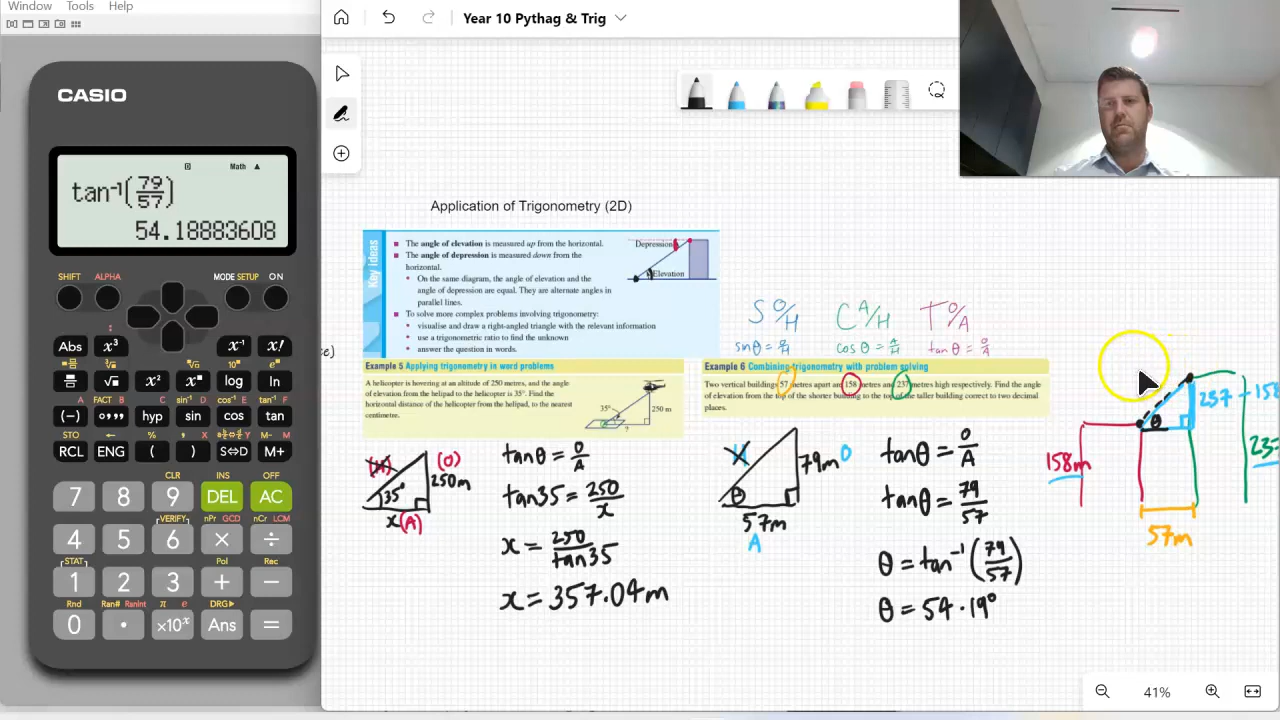 Window Tools Help
Year 10 Pythag & Trig
CASIO
Math
tan-1(79/57)
54.18883608
SHIFT ALPHA MODE SETUP ON
Abs x³ x-1 x!
log ln
(−) hyp sin cos tan
RCL ENG ( ) S⇔D M+
7 8 9 DEL AC
4 5 6 × ÷
1 2 3 + −
0 . ×10x Ans =
Application of Trigonometry (2D)
Key ideas
■ The angle of elevation is measured up from the horizontal.
■ The angle of depression is measured down from the
horizontal.
• On the same diagram, the angle of elevation and the
angle of depression are equal. They are alternate angles in
parallel lines.
■ To solve more complex problems involving trigonometry:
• visualise and draw a right-angled triangle with the relevant information
• use a trigonometric ratio to find the unknown
• answer the question in words.
Depression
Elevation
S O/H C A/H T O/A
sinθ = O/H cosθ = A/H tanθ = O/A
Example 5 Applying trigonometry in word problems
A helicopter is hovering at an altitude of 250 metres, and the angle
of elevation from the helipad to the helicopter is 35°. Find the
horizontal distance of the helicopter from the helipad, to the nearest
centimetre.
35°
250 m
?
Example 6 Combining trigonometry with problem solving
Two vertical buildings 57 metres apart are 158 metres and 237 metres high respectively. Find the angle
of elevation from the top of the shorter building to the top of the taller building correct to two decimal
places.
(H) (O)
250m
35°
x (A)
tanθ = O/A
tan35 = 250/x
x = 250/tan35
x = 357.04m
H
79m O
θ
57m
A
tanθ = O/A
tanθ = 79/57
θ = tan-1(79/57)
θ = 54.19°
237-15
θ
158m
57m
41%